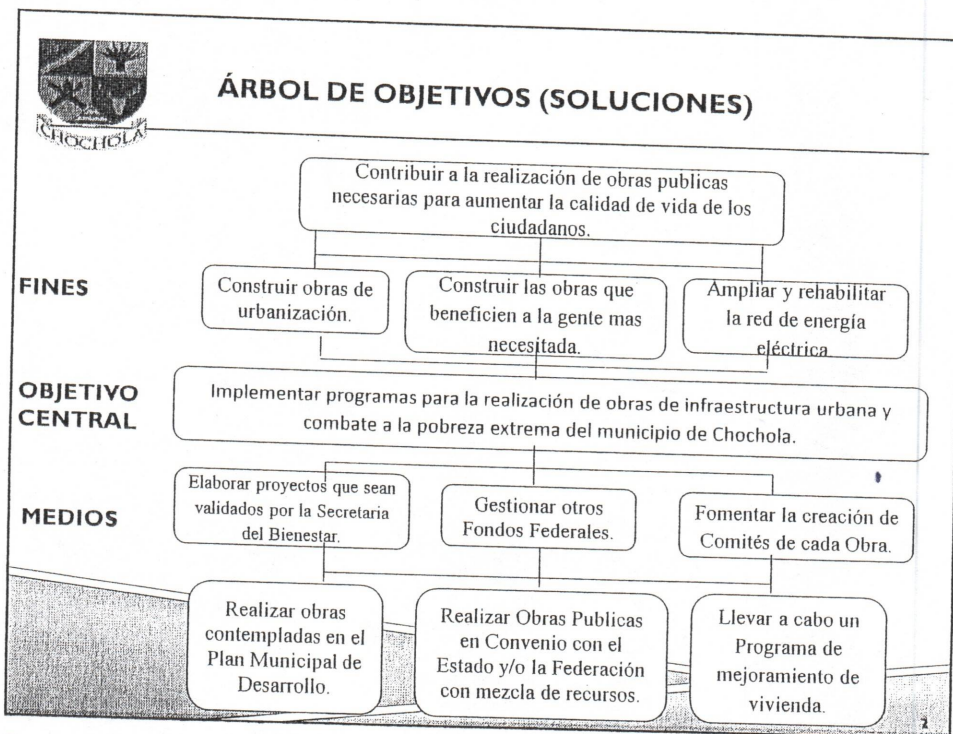 CHOCHOLÁ
ÁRBOL DE OBJETIVOS (SOLUCIONES)
Contribuir a la realización de obras publicas
necesarias para aumentar la calidad de vida de los
ciudadanos.
FINES
Construir obras de
urbanización.
Construir las obras que
beneficien a la gente mas
necesitada.
Ampliar y rehabilitar
la red de energía
eléctrica.
OBJETIVO
CENTRAL
Implementar programas para la realización de obras de infraestructura urbana y
combate a la pobreza extrema del municipio de Chochola.
MEDIOS
Elaborar proyectos que sean
validados por la Secretaria
del Bienestar.
Gestionar otros
Fondos Federales.
Fomentar la creación de
Comités de cada Obra.
Realizar obras
contempladas en el
Plan Municipal de
Desarrollo.
Realizar Obras Publicas
en Convenio con el
Estado y/o la Federación
con mezcla de recursos.
Llevar a cabo un
Programa de
mejoramiento de
vivienda.
2